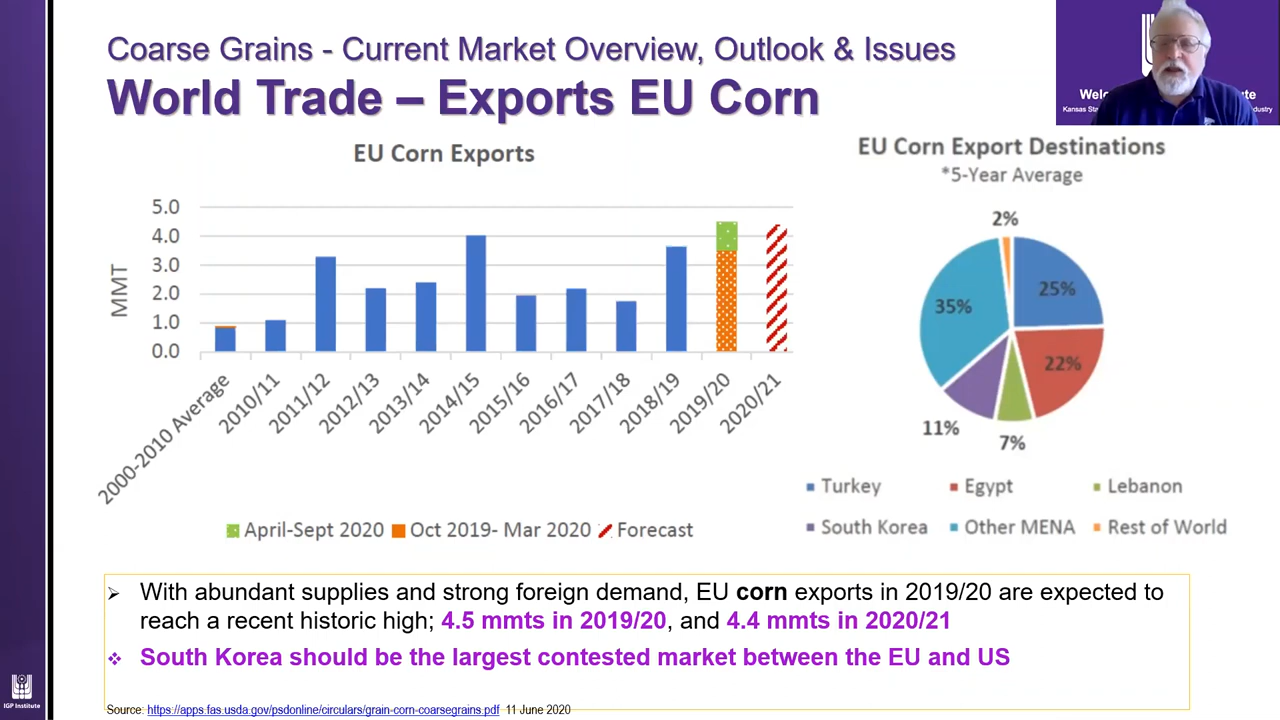 Coarse Grains - Current Market Overview, Outlook & Issues
World Trade – Exports EU Corn
Kansas Sta
EU Corn Exports
MMT
5.0
4.0
3.0
2.0
1.0
0.0
2000-2010 Average
2010/11
2011/12
2012/13
2013/14
2014/15
2015/16
2016/17
2017/18
2018/19
2019/20
2020/21
April-Sept 2020 Oct 2019- Mar 2020 Forecast
EU Corn Export Destinations
*5-Year Average
2%
25%
35%
22%
11%
7%
Turkey Egypt Lebanon
South Korea Other MENA Rest of World
With abundant supplies and strong foreign demand, EU corn exports in 2019/20 are expected to
reach a recent historic high; 4.5 mmts in 2019/20, and 4.4 mmts in 2020/21
South Korea should be the largest contested market between the EU and US
Source: https://apps.fas.usda.gov/psdonline/circulars/grain-corn-coarsegrains.pdf 11 June 2020
IGP Institute